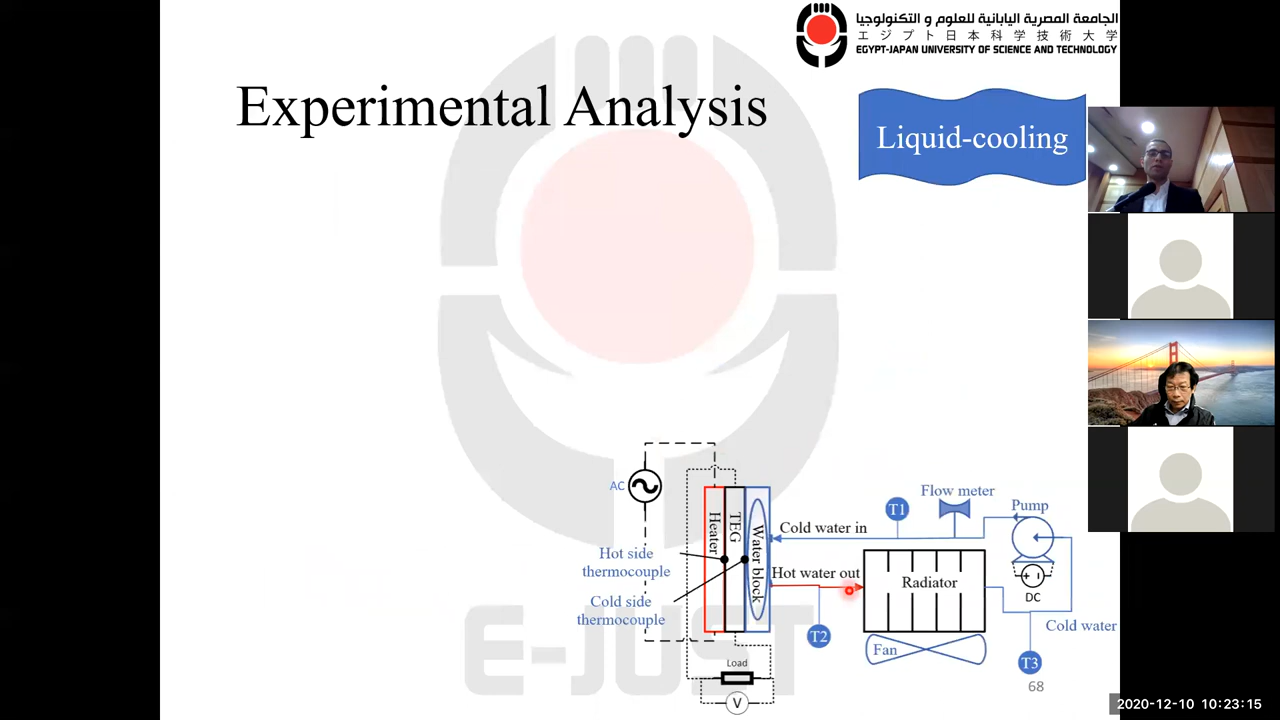 الجامعة المصرية اليابانية للعلوم و التكنولوجيا
エジプト日本科学技術大学
EGYPT-JAPAN UNIVERSITY OF SCIENCE AND TECHNOLOGY
Experimental Analysis
Liquid-cooling
AC
Heater
TEG
Water block
Hot side
thermocouple
Cold side
thermocouple
Load
V
Cold water in
Hot water out
T1
T2
Flow meter
Pump
DC
Radiator
Fan
Cold water
T3
68
E-JUST
2020-12-10 10:23:15